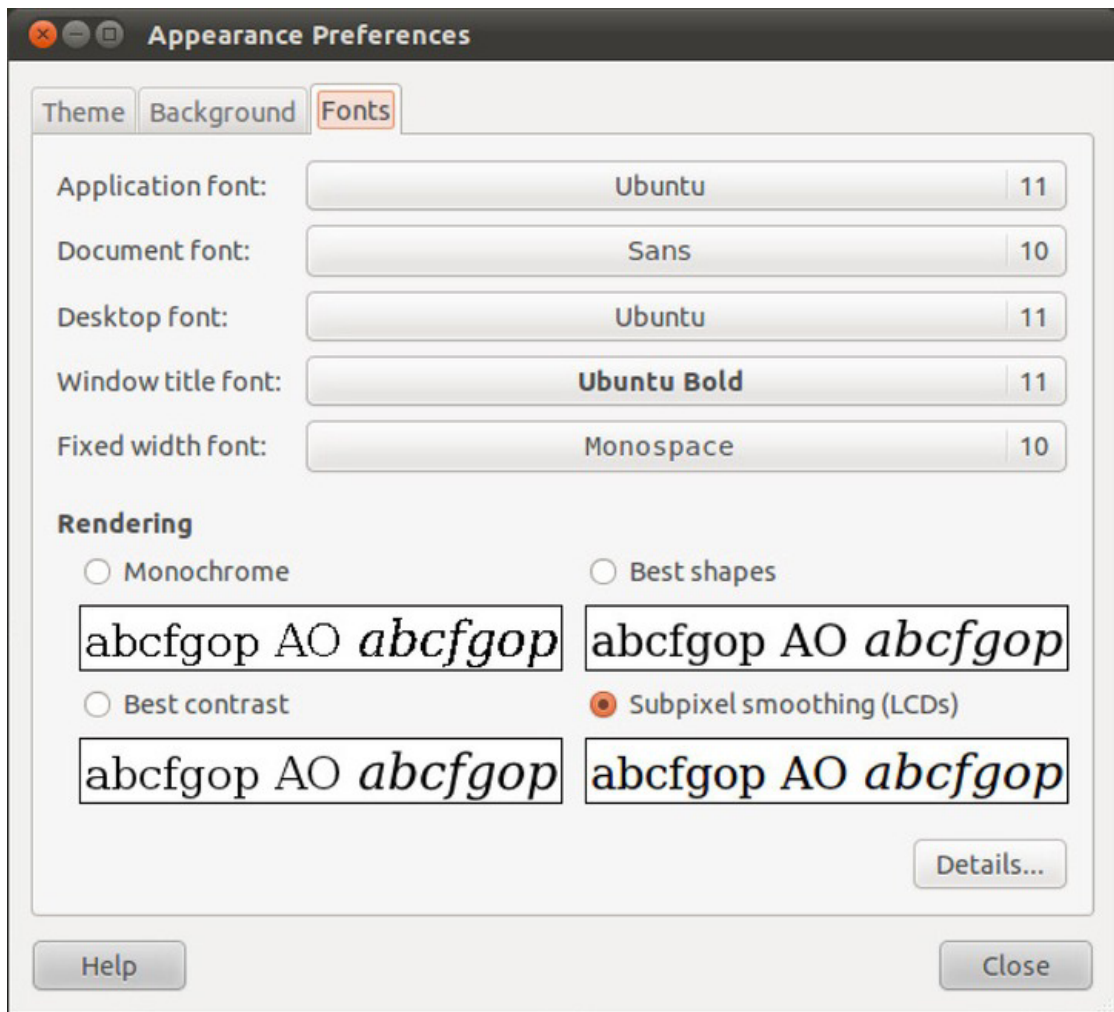 Appearance Preferences
Theme Background Fonts
Application font: Ubuntu 11
Document font: Sans 10
Desktop font: Ubuntu 11
Window title font: Ubuntu Bold 11
Fixed width font: Monospace 10
Rendering
Monochrome Best shapes
abcfgop AO abcfgop abcfgop AO abcfgop
Best contrast Subpixel smoothing (LCDs)
abcfgop AO abcfgop abcfgop AO abcfgop
Details...
Help Close